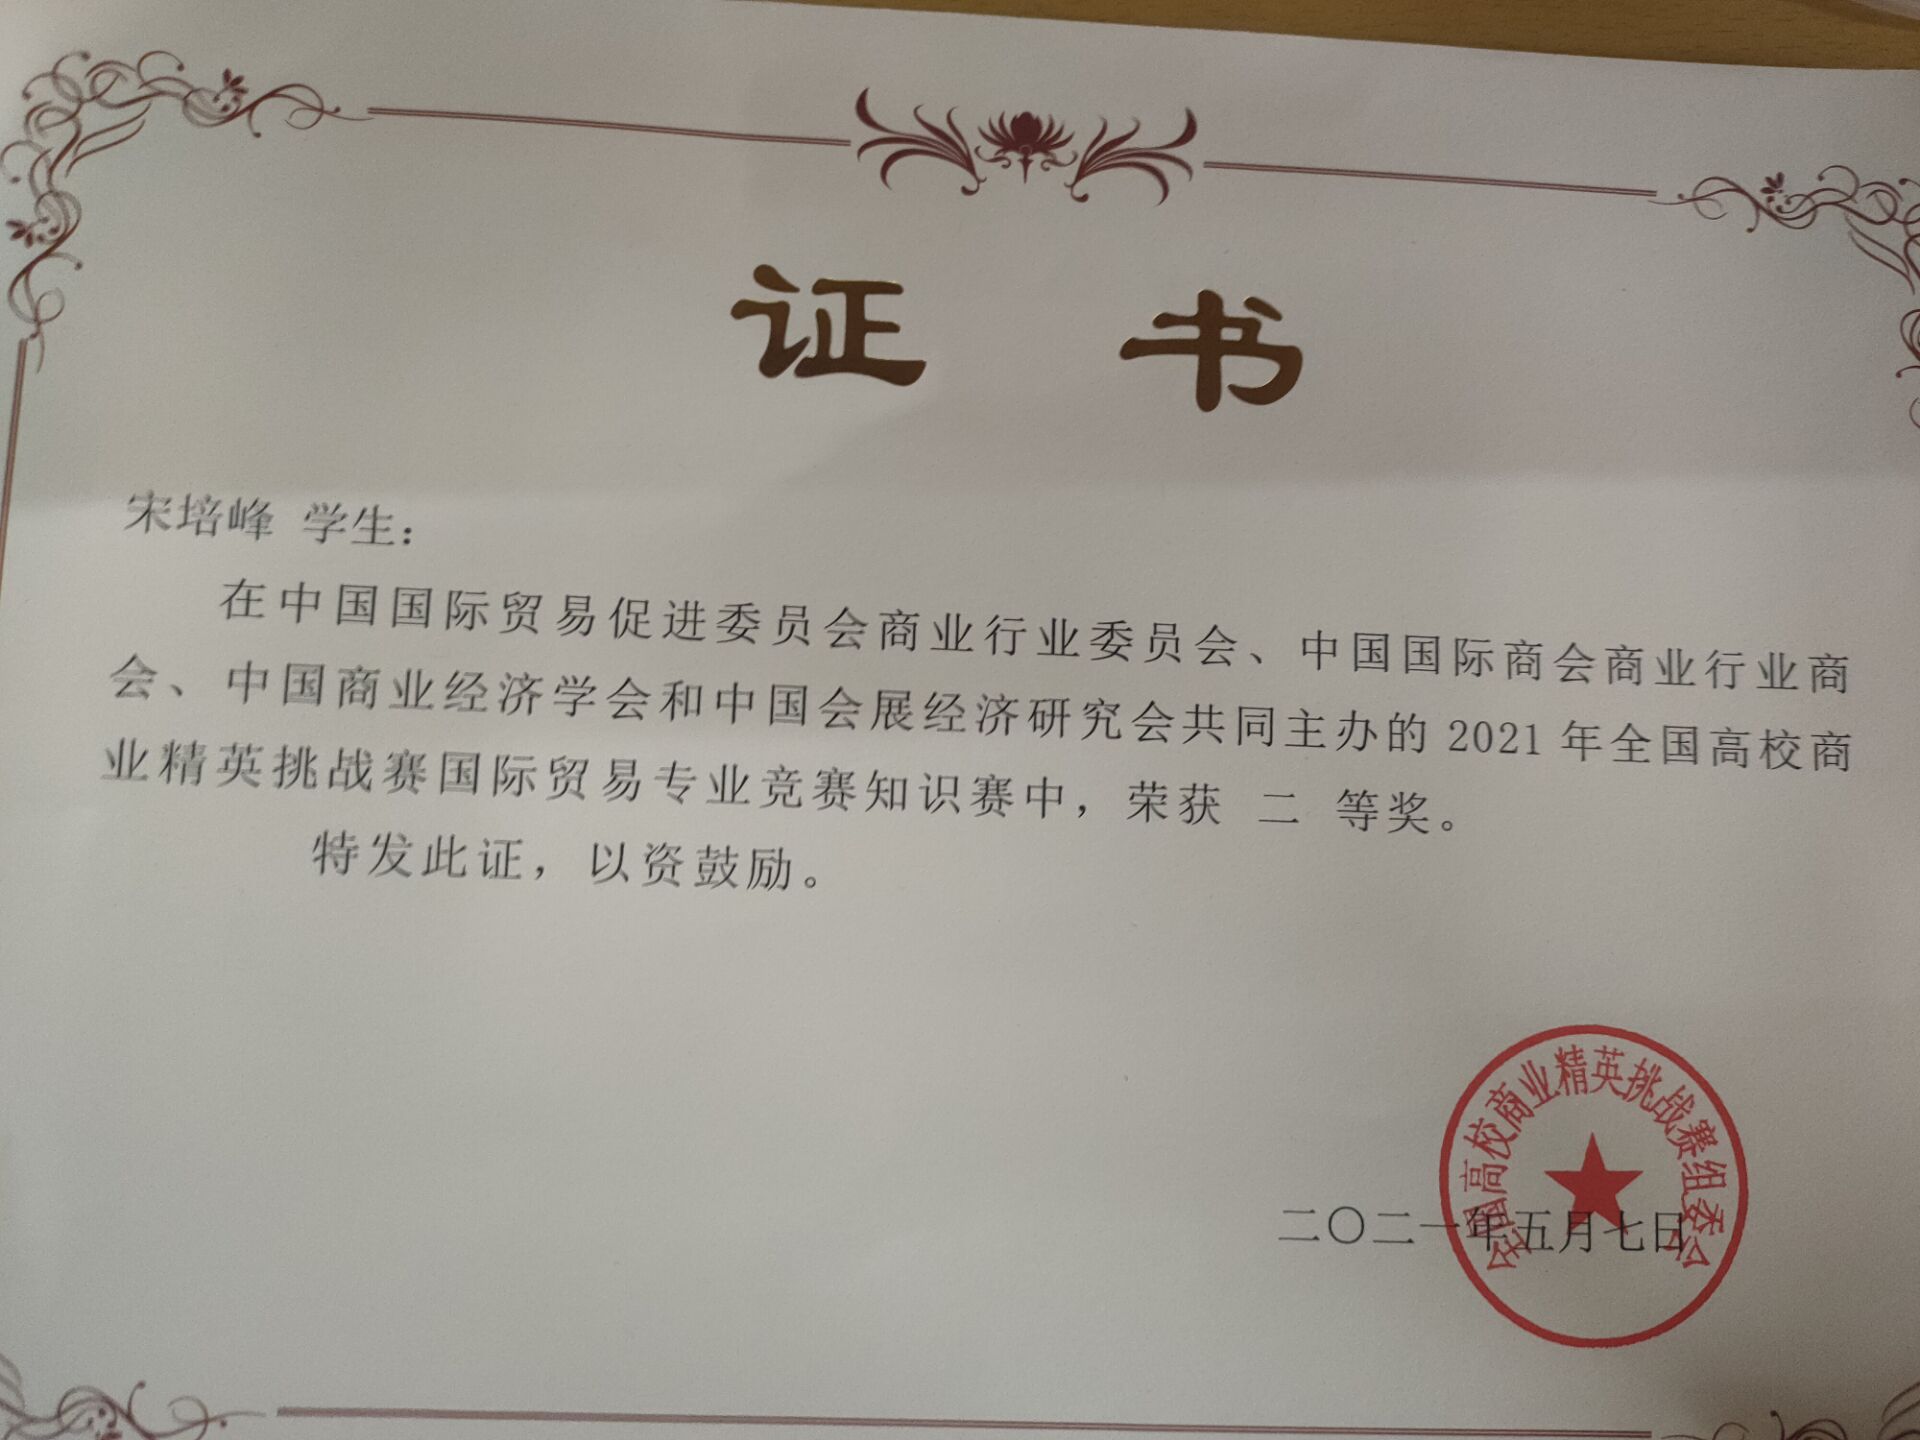 证 书
宋培峰 学生：
在中国国际贸易促进委员会商业行业委员会、中国国际商会商业行业商
会、中国商业经济学会和中国会展经济研究会共同主办的 2021 年全国高校商
业精英挑战赛国际贸易专业竞赛知识赛中，荣获 二 等奖。
特发此证，以资鼓励。
全国高校商业精英挑战赛组委会
二〇二一年五月七日